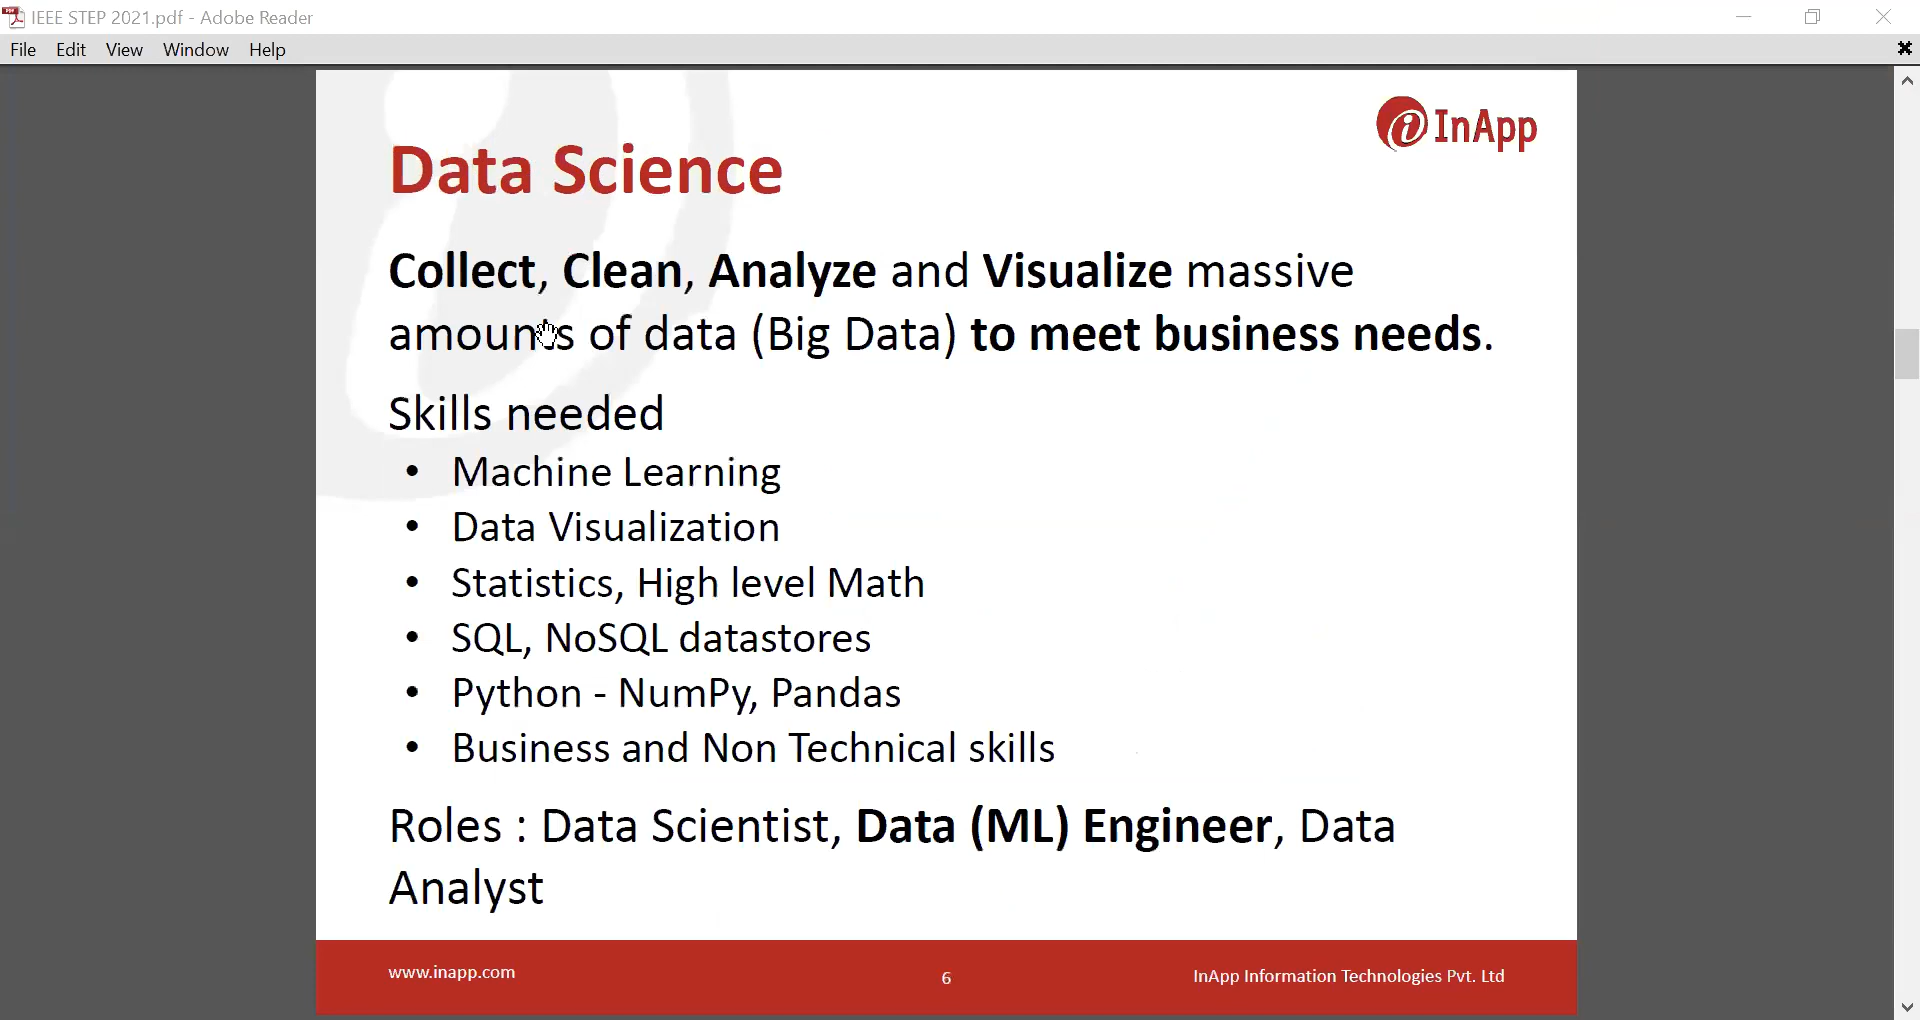 IEEE STEP 2021.pdf - Adobe Reader
File Edit View Window Help
InApp
Data Science
Collect, Clean, Analyze and Visualize massive
amounts of data (Big Data) to meet business needs.
Skills needed
• Machine Learning
• Data Visualization
• Statistics, High level Math
• SQL, NoSQL datastores
• Python - NumPy, Pandas
• Business and Non Technical skills
Roles : Data Scientist, Data (ML) Engineer, Data
Analyst
www.inapp.com 6 InApp Information Technologies Pvt. Ltd